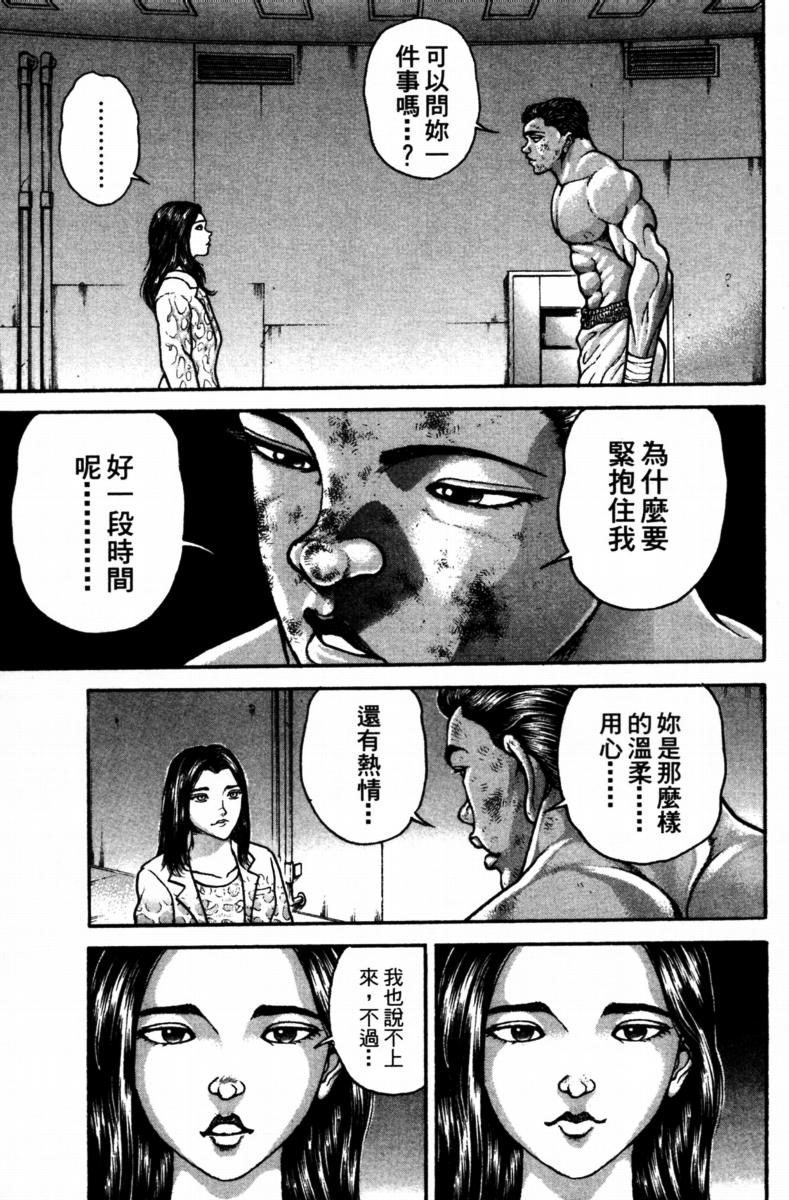 可以問妳一
件事嗎…?
………
為什麼要
緊抱住我
好一段時間
呢…………
妳是那麼樣
的溫柔……
用心……
還有熱情…
我也說不上
來，不過…